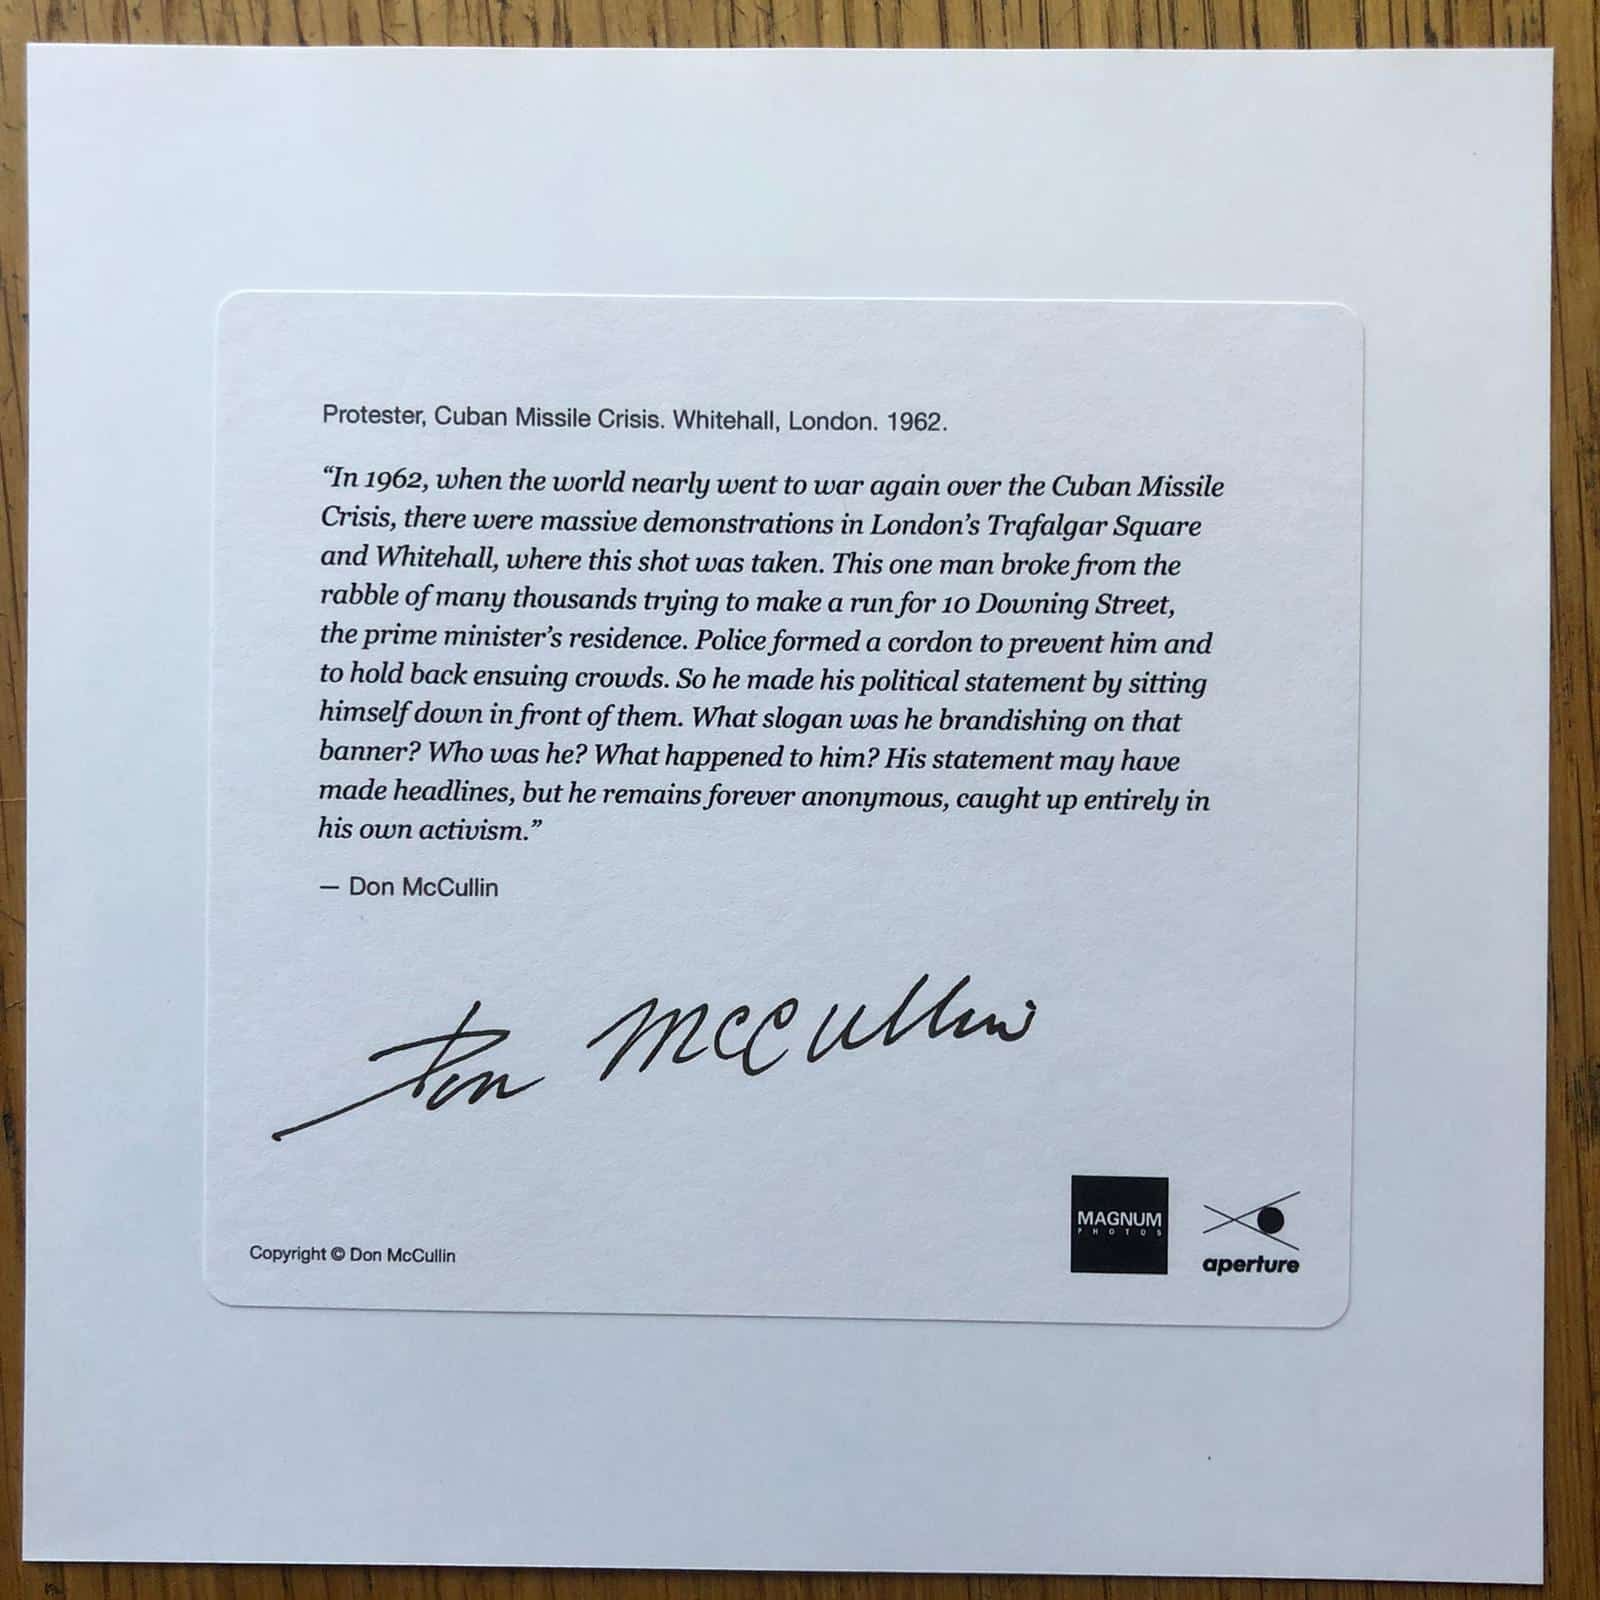 Protester, Cuban Missile Crisis. Whitehall, London. 1962.
“In 1962, when the world nearly went to war again over the Cuban Missile
Crisis, there were massive demonstrations in London’s Trafalgar Square
and Whitehall, where this shot was taken. This one man broke from the
rabble of many thousands trying to make a run for 10 Downing Street,
the prime minister’s residence. Police formed a cordon to prevent him and
to hold back ensuing crowds. So he made his political statement by sitting
himself down in front of them. What slogan was he brandishing on that
banner? Who was he? What happened to him? His statement may have
made headlines, but he remains forever anonymous, caught up entirely in
his own activism.”
— Don McCullin
Don McCullin
MAGNUM
PHOTOS
aperture
Copyright © Don McCullin